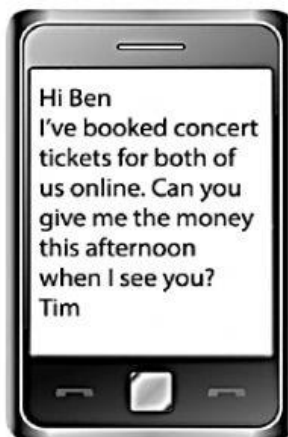 Hi Ben
I've booked concert
tickets for both of
us online. Can you
give me the money
this afternoon
when I see you?
Tim